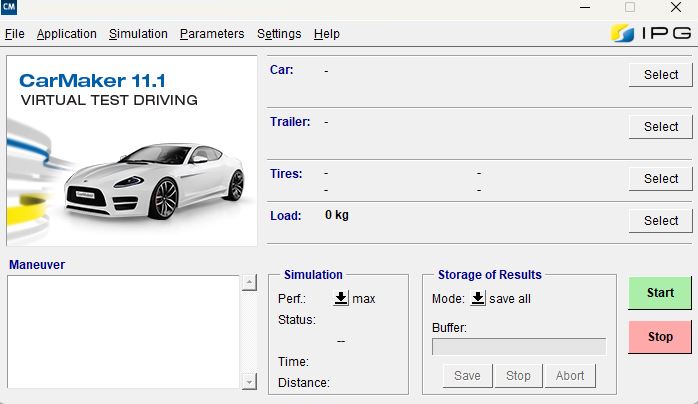 CM
File Application Simulation Parameters Settings Help
IPG
CarMaker 11.1
VIRTUAL TEST DRIVING
Car: - Select
Trailer: - Select
Tires: - - Select
- -
Load: 0 kg Select
Maneuver
Simulation
Perf.: max
Status:
--
Time:
Distance:
Storage of Results
Mode: save all
Buffer:
Save Stop Abort
Start
Stop